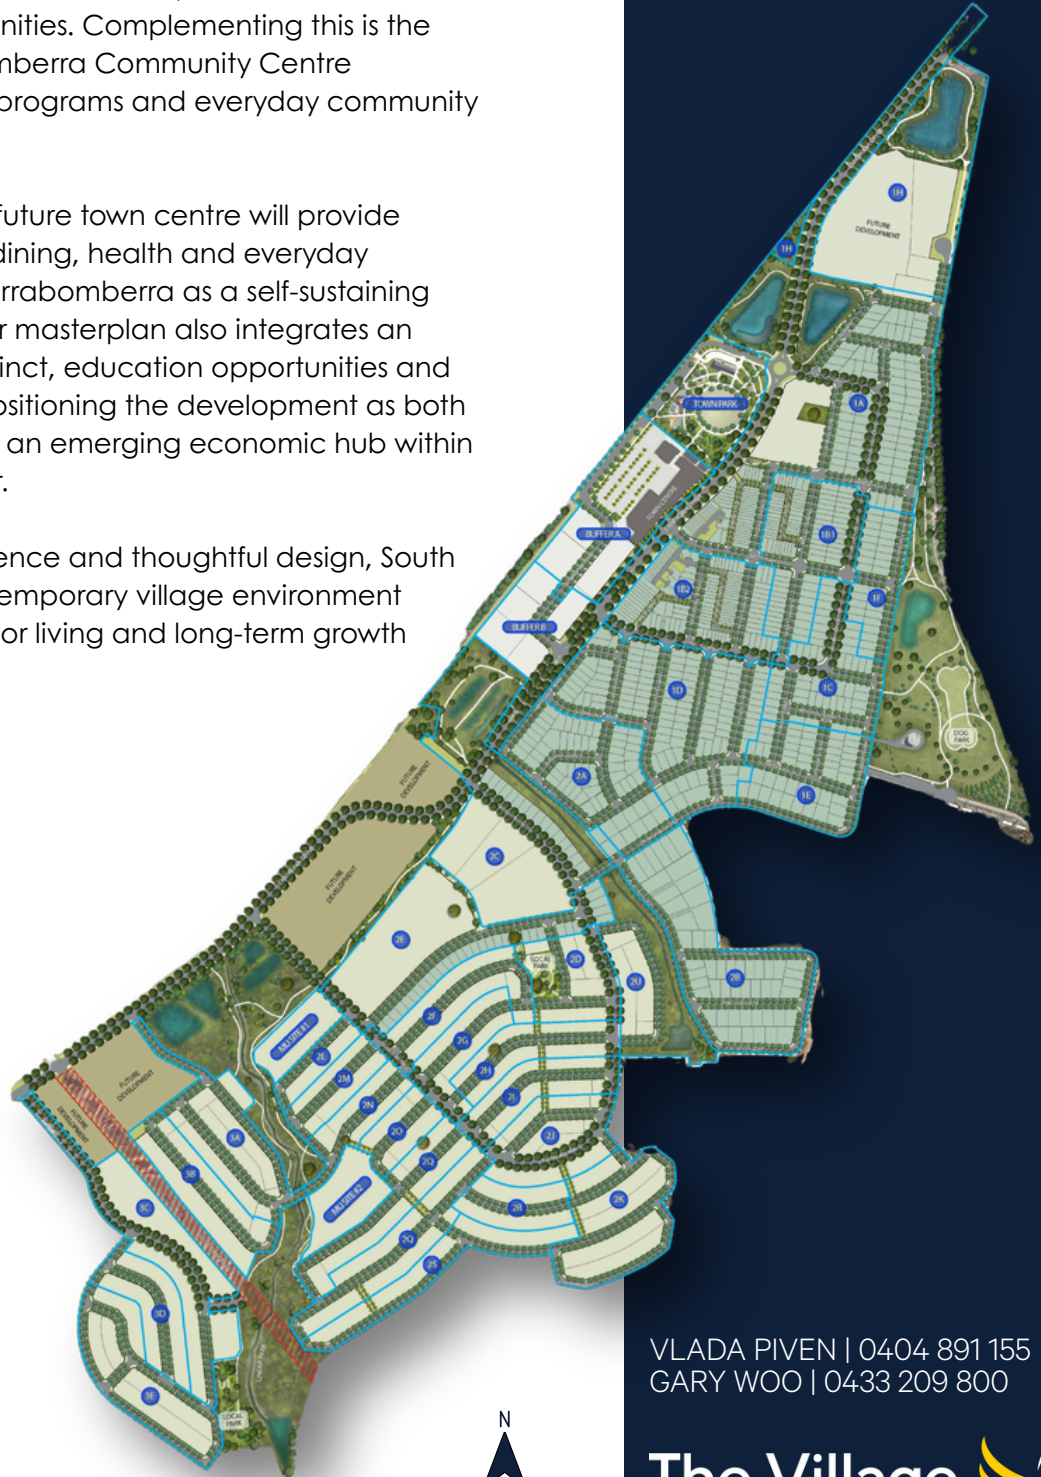 nities. Complementing this is the
nberra Community Centre
programs and everyday community
future town centre will provide
dining, health and everyday
rrabomberra as a self-sustaining
r masterplan also integrates an
inct, education opportunities and
ositioning the development as both
an emerging economic hub within
ence and thoughtful design, South
temporary village environment
or living and long-term growth
1H
FUTURE
DEVELOPMENT
1H
TOWN PARK
1A
TOWN CENTRE
BUFFER A
1B1
1B2
1F
BUFFER B
1D
1C
DOG
PARK
2A
1E
FUTURE
DEVELOPMENT
2C
FUTURE
DEVELOPMENT
2E
LOCAL
PARK
2D
2U
2B
2F
MU SITE #1
2G
2L
2H
2M
2I
2N
2O
2J
FUTURE
DEVELOPMENT
FUTURE
DEVELOPMENT
3A
2Q
3B
MU SITE #2
2K
3C
2R
2Q
2S
3D
LINEAR PARK
3E
LOCAL
PARK
N
VLADA PIVEN | 0404 891 155
GARY WOO | 0433 209 800
The Village